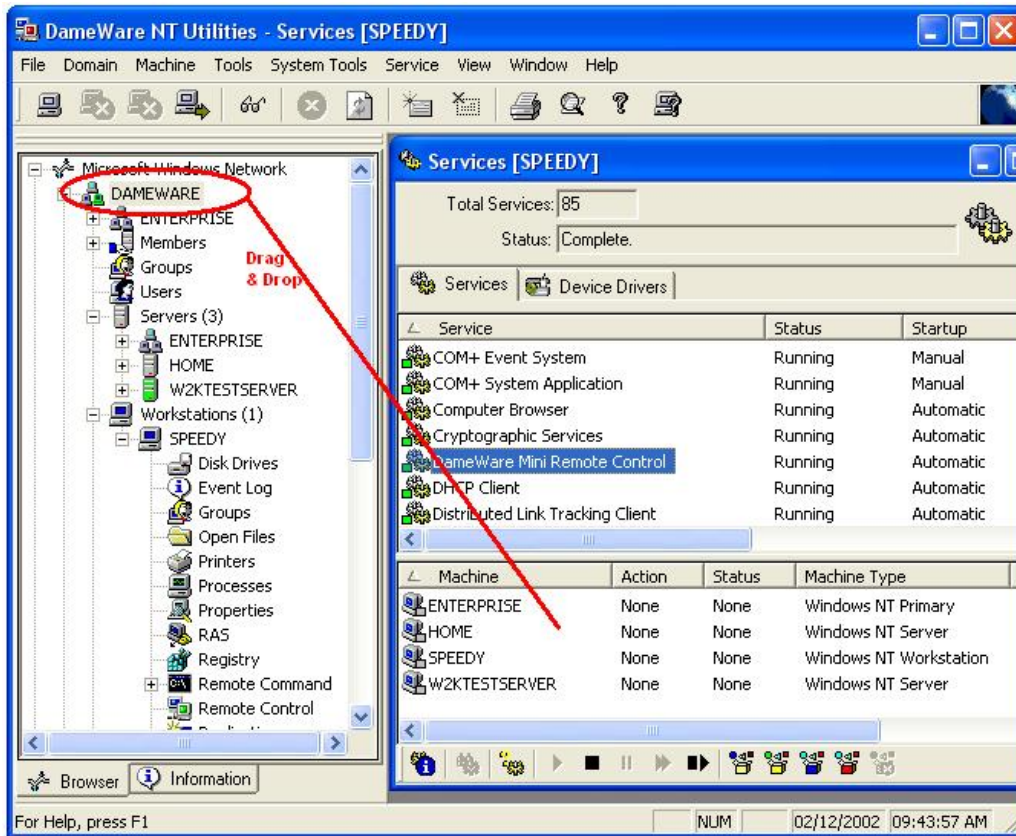 DameWare NT Utilities - Services [SPEEDY]
File Domain Machine Tools System Tools Service View Window Help
Microsoft Windows Network
DAMEWARE
ENTERPRISE
Members
Groups
Users
Servers (3)
ENTERPRISE
HOME
W2KTESTSERVER
Workstations (1)
SPEEDY
Disk Drives
Event Log
Groups
Open Files
Printers
Processes
Properties
RAS
Registry
Remote Command
Remote Control
Drag
& Drop
Browser Information
Services [SPEEDY]
Total Services: 85
Status: Complete.
Services Device Drivers
Service Status Startup
COM+ Event System Running Manual
COM+ System Application Running Manual
Computer Browser Running Automatic
Cryptographic Services Running Automatic
DameWare Mini Remote Control Running Automatic
DHCP Client Running Automatic
Distributed Link Tracking Client Running Automatic
Machine Action Status Machine Type
ENTERPRISE None None Windows NT Primary
HOME None None Windows NT Server
SPEEDY None None Windows NT Workstation
W2KTESTSERVER None None Windows NT Server
For Help, press F1 NUM 02/12/2002 09:43:57 AM